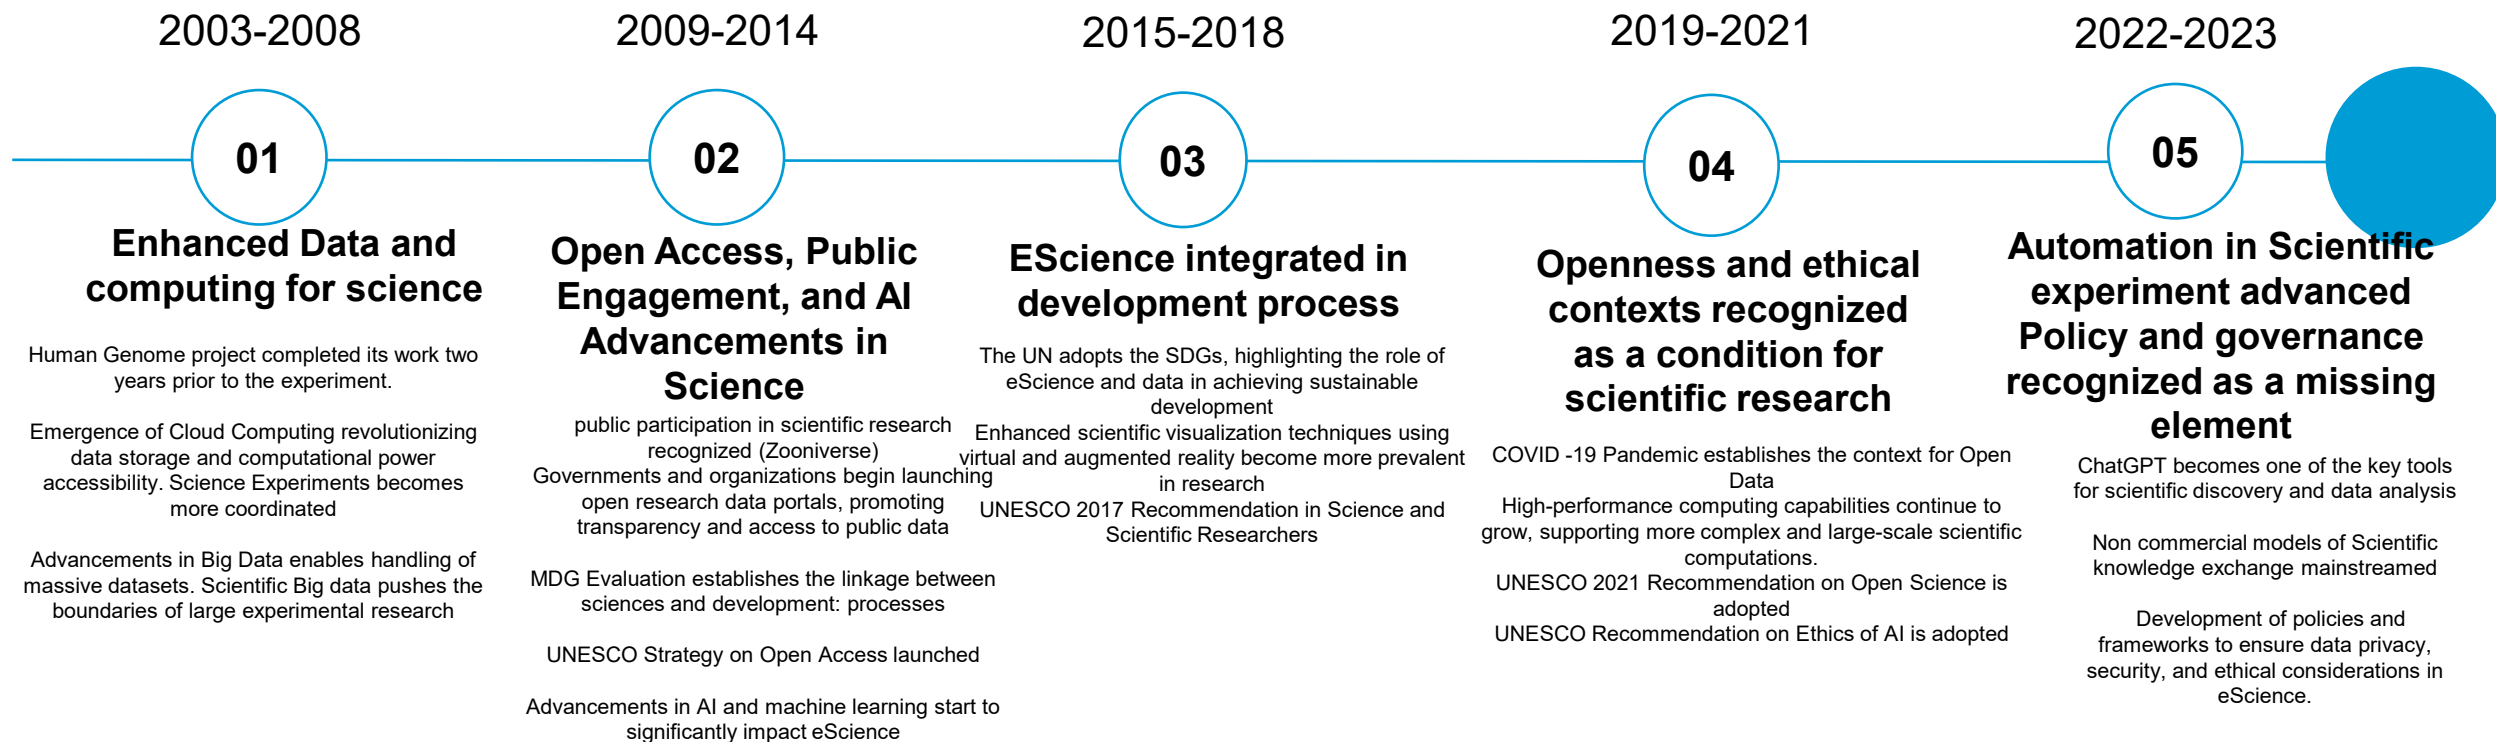 2003-2008
01
Enhanced Data and
computing for science
Human Genome project completed its work two
years prior to the experiment.
Emergence of Cloud Computing revolutionizing
data storage and computational power
accessibility. Science Experiments becomes
more coordinated
Advancements in Big Data enables handling of
massive datasets. Scientific Big data pushes the
boundaries of large experimental research
2009-2014
02
Open Access, Public
Engagement, and AI
Advancements in
Science
public participation in scientific research
recognized (Zooniverse)
Governments and organizations begin launching
open research data portals, promoting
transparency and access to public data
MDG Evaluation establishes the linkage between
sciences and development: processes
UNESCO Strategy on Open Access launched
Advancements in AI and machine learning start to
significantly impact eScience
2015-2018
03
EScience integrated in
development process
The UN adopts the SDGs, highlighting the role of
eScience and data in achieving sustainable
development
Enhanced scientific visualization techniques using
virtual and augmented reality become more prevalent
in research
UNESCO 2017 Recommendation in Science and
Scientific Researchers
2019-2021
04
Openness and ethical
contexts recognized
as a condition for
scientific research
COVID -19 Pandemic establishes the context for Open
Data
High-performance computing capabilities continue to
grow, supporting more complex and large-scale scientific
computations.
UNESCO 2021 Recommendation on Open Science is
adopted
UNESCO Recommendation on Ethics of AI is adopted
2022-2023
05
Automation in Scientific
experiment advanced
Policy and governance
recognized as a missing
element
ChatGPT becomes one of the key tools
for scientific discovery and data analysis
Non commercial models of Scientific
knowledge exchange mainstreamed
Development of policies and
frameworks to ensure data privacy,
security, and ethical considerations in
eScience.